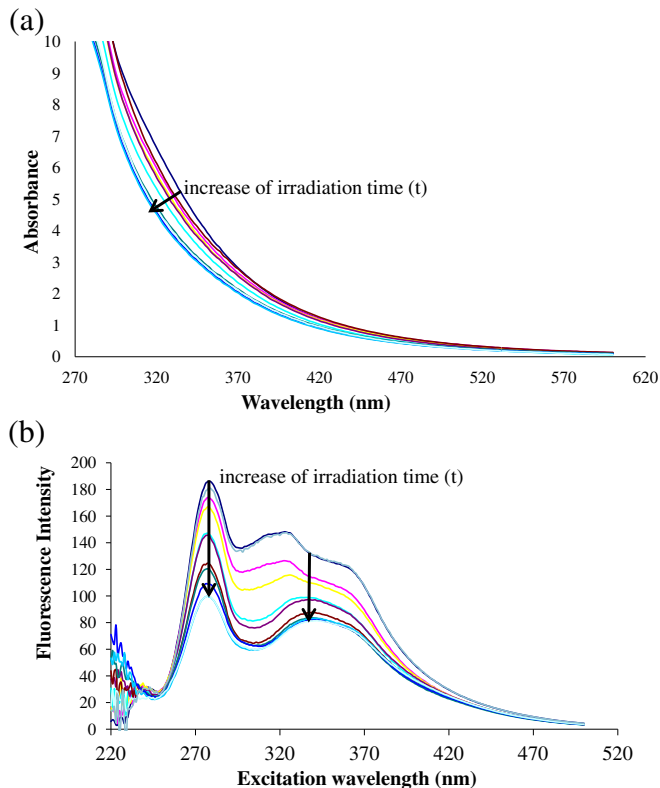 (a)
10
9
8
7
6
5
4
3
2
1
0
Absorbance
increase of irradiation time (t)
270 320 370 420 470 520 570 620
Wavelength (nm)
(b)
200
180
160
140
120
100
80
60
40
20
0
Fluorescence Intensity
increase of irradiation time (t)
220 270 320 370 420 470 520
Excitation wavelength (nm)